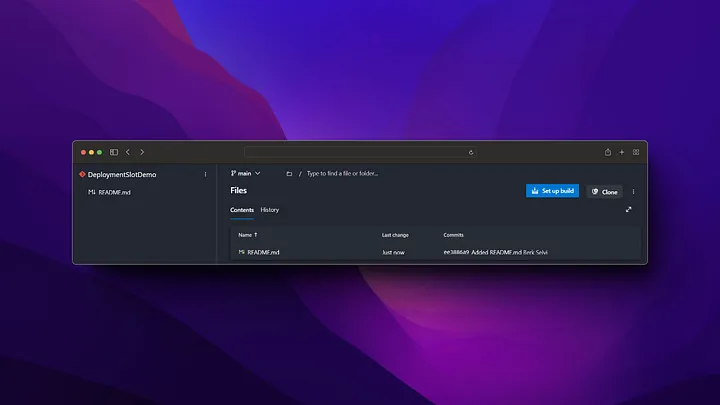 DeploymentSlotDemo
README.md
main
/ Type to find a file or folder...
Files
Set up build
Clone
Contents
History
Name ↑
Last change
Commits
README.md
Just now
ee3886a9 Added README.md Berk Selvi